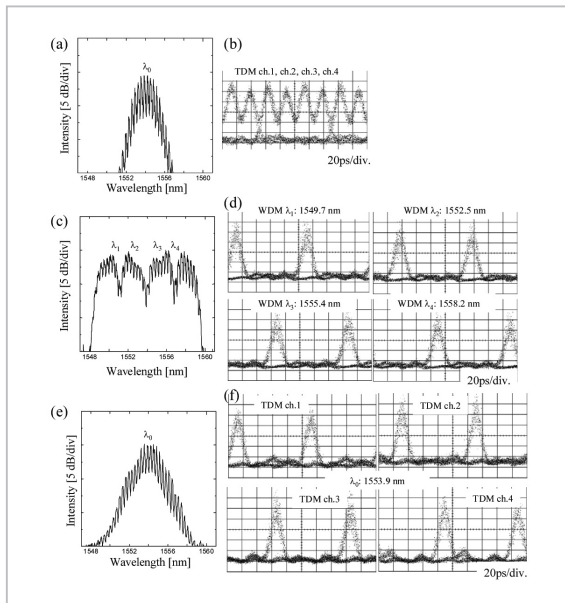 (a)
Intensity [5 dB/div]
λ0
1548 1552 1556 1560
Wavelength [nm]
(b)
TDM ch.1, ch.2, ch.3, ch.4
20ps/div.
(c)
Intensity [5 dB/div]
λ1 λ2 λ3 λ4
1548 1552 1556 1560
Wavelength [nm]
(d)
WDM λ1: 1549.7 nm
WDM λ2: 1552.5 nm
WDM λ3: 1555.4 nm
WDM λ4: 1558.2 nm
20ps/div.
(e)
Intensity [5 dB/div]
λ0
1548 1552 1556 1560
Wavelength [nm]
(f)
TDM ch.1
TDM ch.2
λ0: 1553.9 nm
TDM ch.3
TDM ch.4
20ps/div.